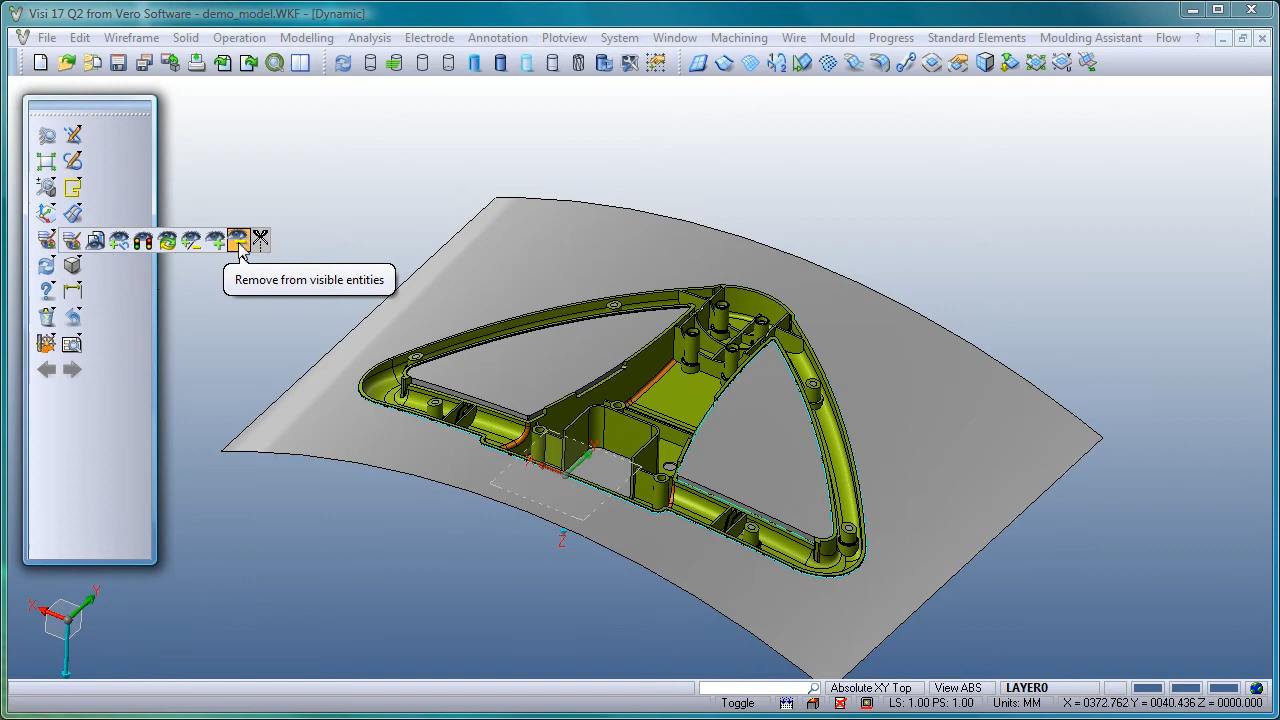 Visi 17 Q2 from Vero Software - demo_model.WKF - [Dynamic]
File Edit Wireframe Solid Operation Modelling Analysis Electrode Annotation Plotview System Window Machining Wire Mould Progress Standard Elements Moulding Assistant Flow ?
Remove from visible entities
Z
X Y
Absolute XY Top View ABS LAYER0
Toggle LS: 1.00 PS: 1.00 Units: MM X = 0372.762 Y = 0040.436 Z = 0000.000